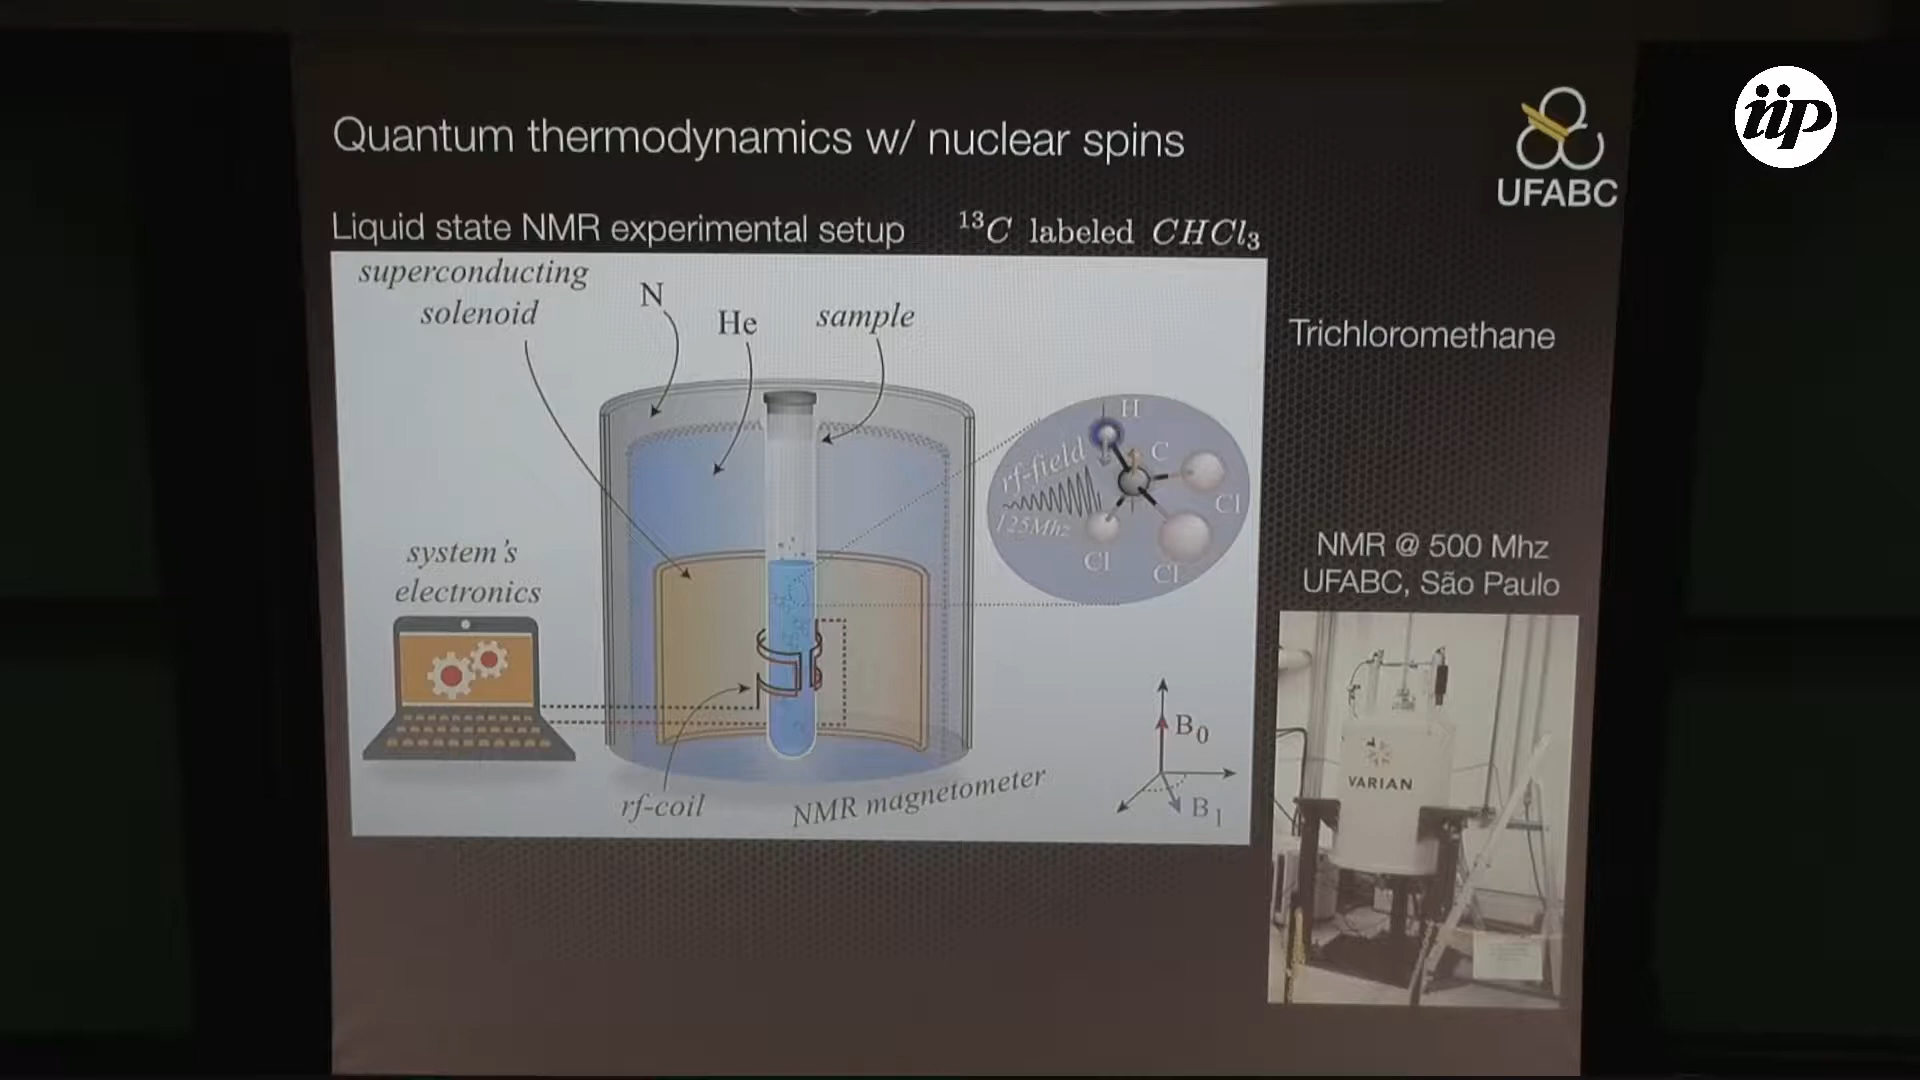 iip
Quantum thermodynamics w/ nuclear spins
UFABC
Liquid state NMR experimental setup
¹³C labeled CHCl₃
superconducting
solenoid
N
He
sample
Trichloromethane
H
rf-field
C
Cl
125Mhz
Cl
Cl
system's
electronics
NMR @ 500 Mhz
UFABC, São Paulo
B₀
B₁
rf-coil
NMR magnetometer
VARIAN